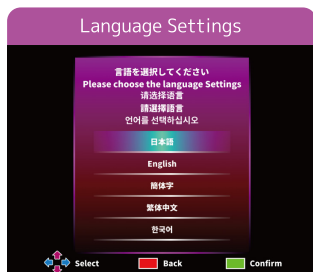 Language Settings
言語を選択してください
Please choose the language Settings
请选择语言
請選擇語言
언어를 선택하십시오
日本語
English
簡体字
繁体中文
한국어
Select Back Confirm